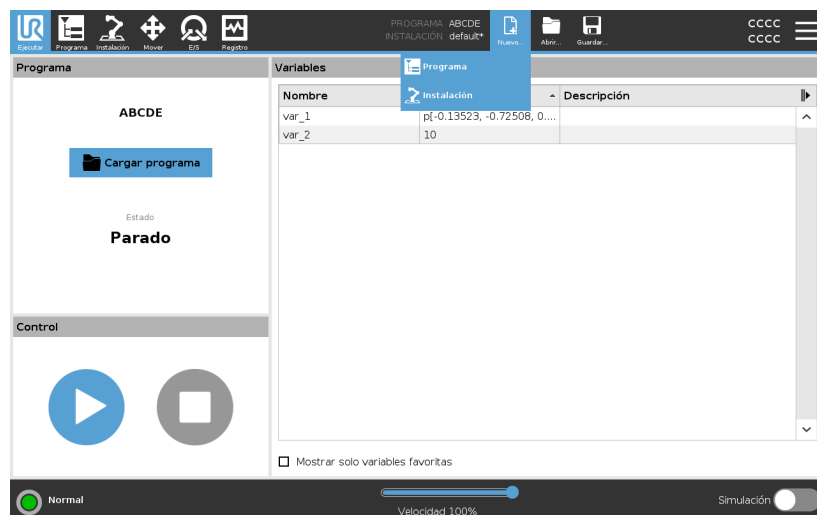 UR
Ejecutar
Programa
Instalación
Mover
E/S
Registro
PROGRAMA ABCDE
INSTALACIÓN default*
Nuevo...
Abrir...
Guardar...
CCCC
CCCC
Programa
Instalación
Programa
ABCDE
Cargar programa
Estado
Parado
Control
Variables
Nombre
Descripción
var_1 p[-0.13523, -0.72508, 0....
var_2 10
Mostrar solo variables favoritas
Normal
Velocidad 100%
Simulación